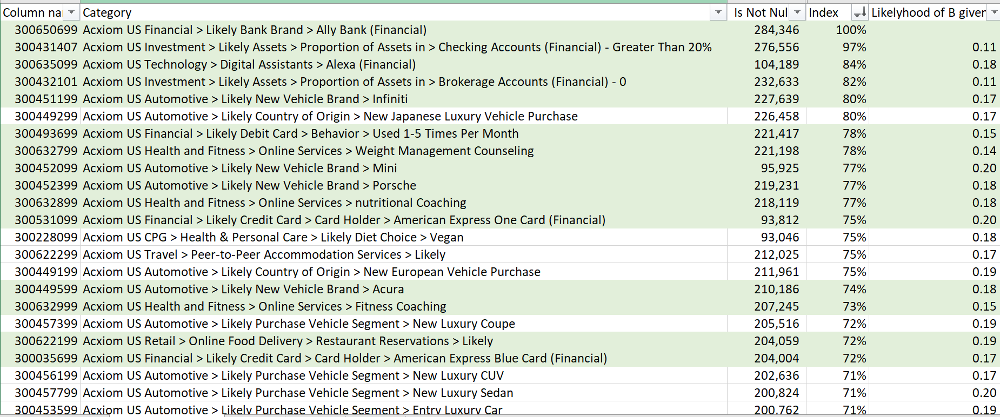 Column na Category Is Not Nul Index Likelyhood of B giver
300650699 Acxiom US Financial > Likely Bank Brand > Ally Bank (Financial) 284,346 100%
300431407 Acxiom US Investment > Likely Assets > Proportion of Assets in > Checking Accounts (Financial) - Greater Than 20% 276,556 97% 0.11
300635099 Acxiom US Technology > Digital Assistants > Alexa (Financial) 104,189 84% 0.18
300432101 Acxiom US Investment > Likely Assets > Proportion of Assets in > Brokerage Accounts (Financial) - 0 232,633 82% 0.11
300451199 Acxiom US Automotive > Likely New Vehicle Brand > Infiniti 227,639 80% 0.17
300449299 Acxiom US Automotive > Likely Country of Origin > New Japanese Luxury Vehicle Purchase 226,458 80% 0.17
300493699 Acxiom US Financial > Likely Debit Card > Behavior > Used 1-5 Times Per Month 221,417 78% 0.15
300632799 Acxiom US Health and Fitness > Online Services > Weight Management Counseling 221,198 78% 0.14
300452099 Acxiom US Automotive > Likely New Vehicle Brand > Mini 95,925 77% 0.20
300452399 Acxiom US Automotive > Likely New Vehicle Brand > Porsche 219,231 77% 0.18
300632899 Acxiom US Health and Fitness > Online Services > nutritional Coaching 218,119 77% 0.18
300531099 Acxiom US Financial > Likely Credit Card > Card Holder > American Express One Card (Financial) 93,812 75% 0.20
300228099 Acxiom US CPG > Health & Personal Care > Likely Diet Choice > Vegan 93,046 75% 0.18
300622299 Acxiom US Travel > Peer-to-Peer Accommodation Services > Likely 212,025 75% 0.17
300449199 Acxiom US Automotive > Likely Country of Origin > New European Vehicle Purchase 211,961 75% 0.19
300449599 Acxiom US Automotive > Likely New Vehicle Brand > Acura 210,186 74% 0.18
300632999 Acxiom US Health and Fitness > Online Services > Fitness Coaching 207,245 73% 0.15
300457399 Acxiom US Automotive > Likely Purchase Vehicle Segment > New Luxury Coupe 205,516 72% 0.19
300622199 Acxiom US Retail > Online Food Delivery > Restaurant Reservations > Likely 204,059 72% 0.19
300035699 Acxiom US Financial > Likely Credit Card > Card Holder > American Express Blue Card (Financial) 204,004 72% 0.17
300456199 Acxiom US Automotive > Likely Purchase Vehicle Segment > New Luxury CUV 202,636 71% 0.17
300457799 Acxiom US Automotive > Likely Purchase Vehicle Segment > New Luxury Sedan 200,824 71% 0.20
300453599 Acxiom US Automotive > Likely Purchase Vehicle Segment > Entry Luxury Car 200,762 71% 0.19